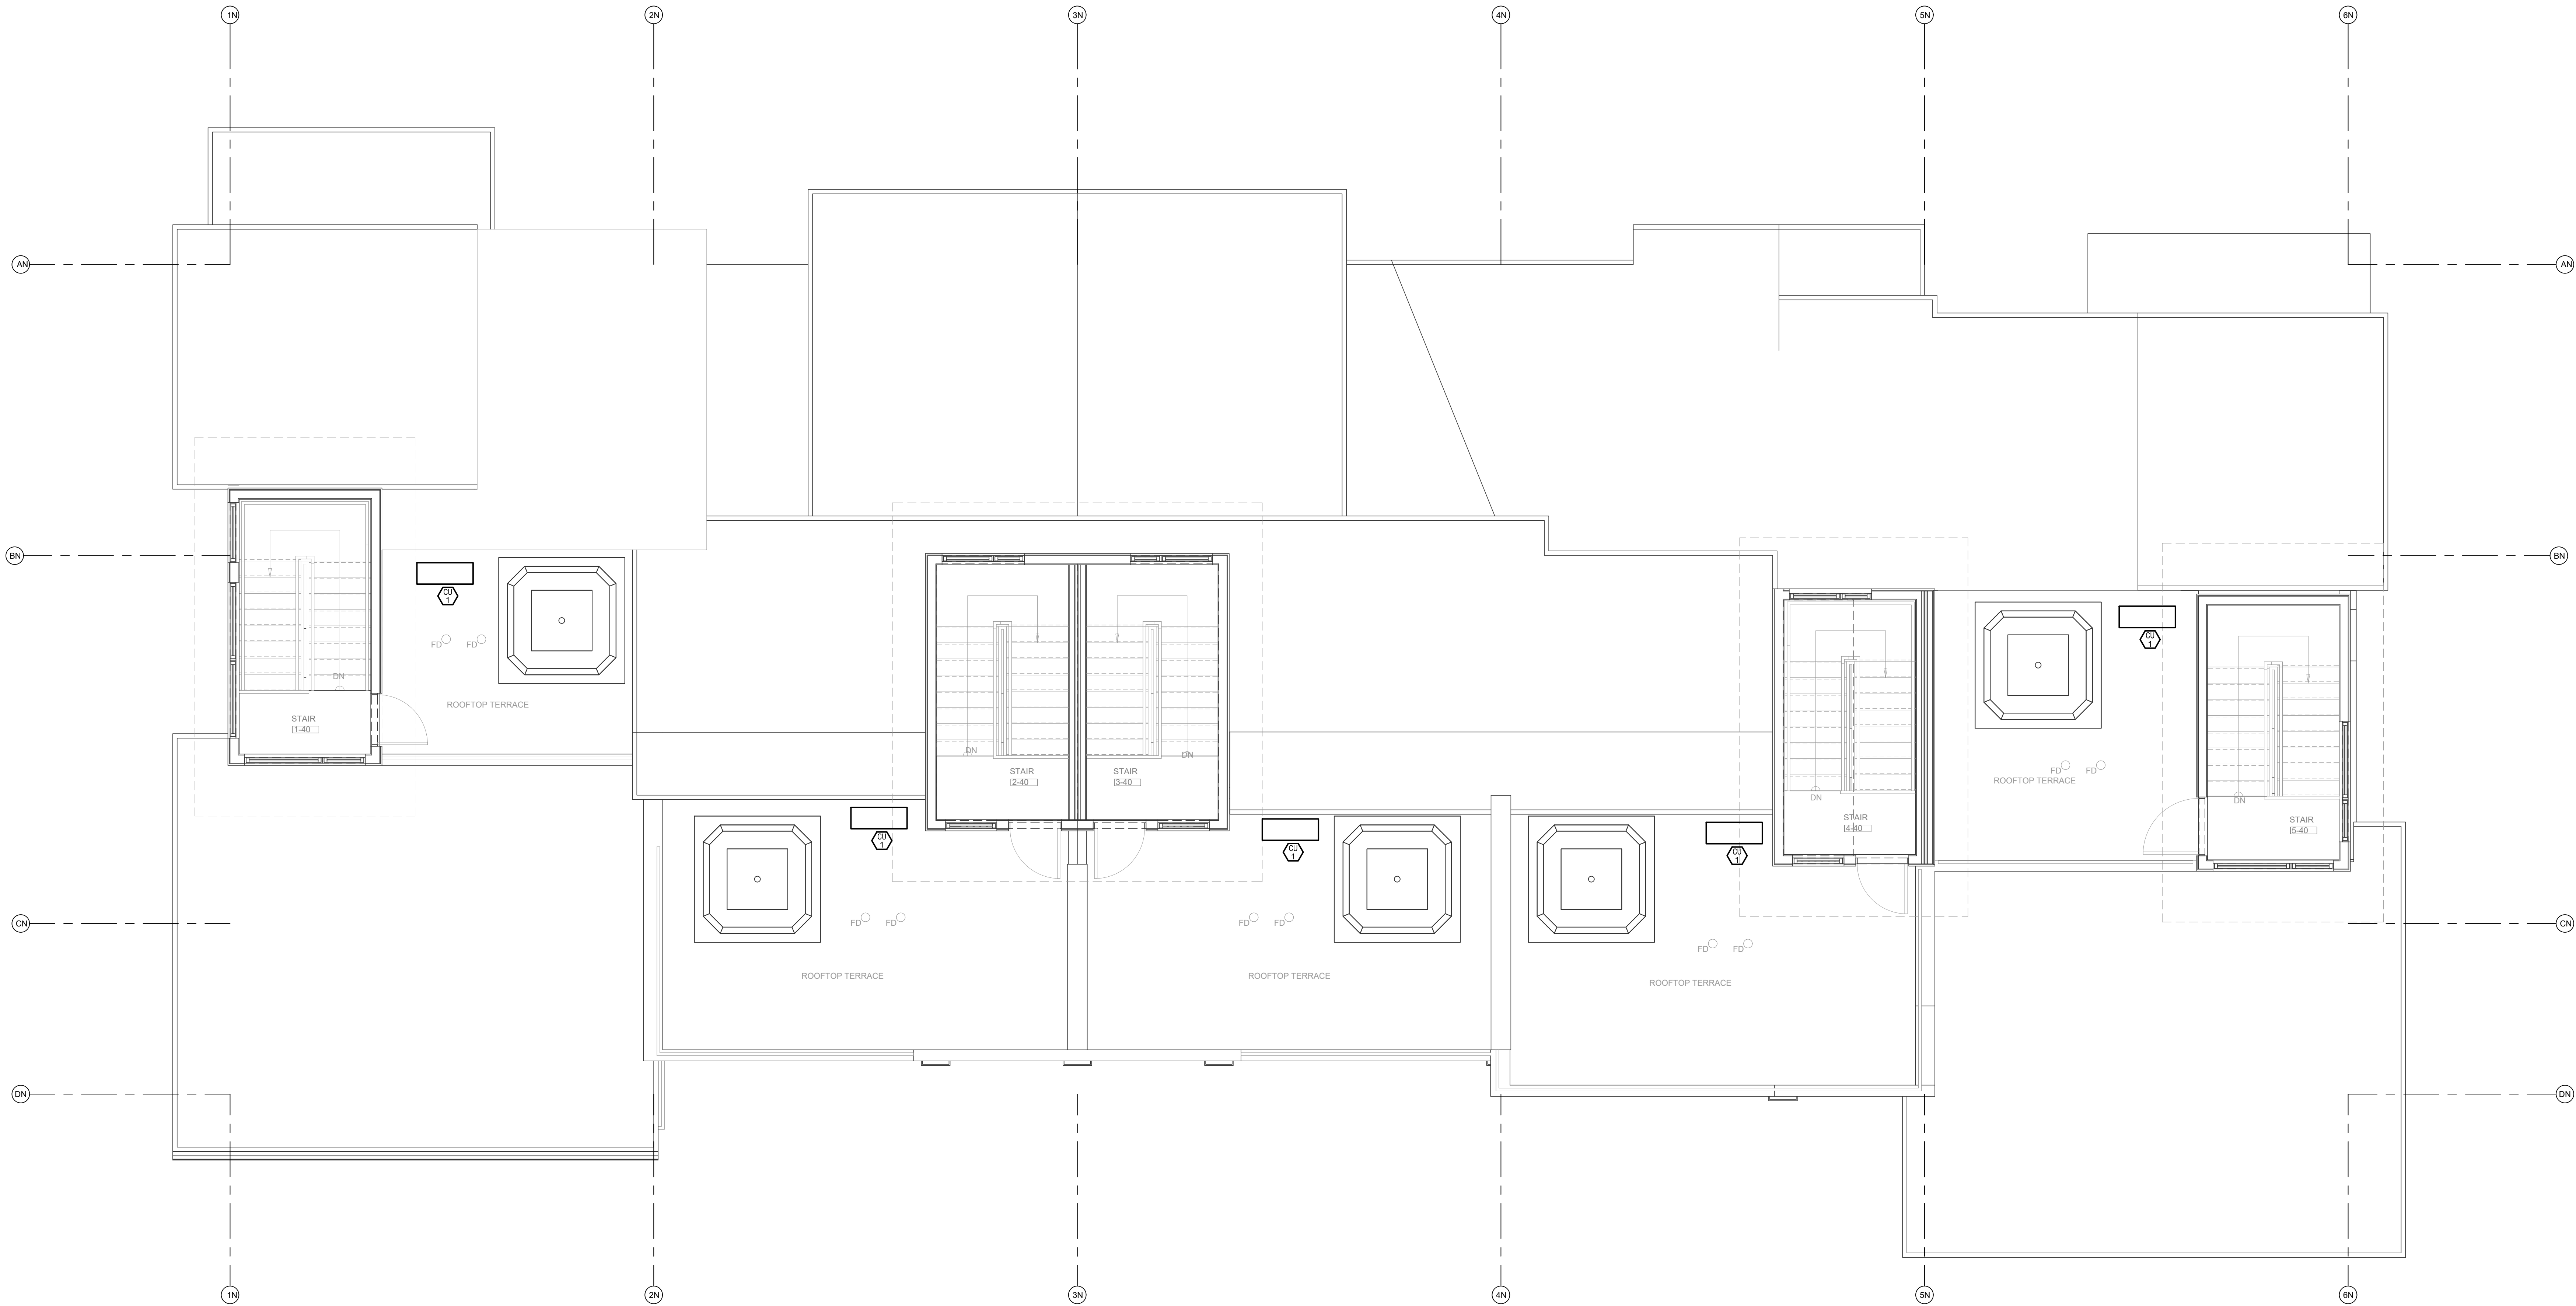 1N
2N
3N
4N
5N
6N
AN
AN
BN
BN
CU
1
CU
1
FD
FD
DN
ROOFTOP TERRACE
STAIR
1-40
DN
DN
STAIR
2-40
STAIR
3-40
FD
FD
ROOFTOP TERRACE
DN
DN
STAIR
4-40
STAIR
5-40
CU
1
CU
1
CU
1
CN
FD
FD
FD
FD
CN
FD
FD
ROOFTOP TERRACE
ROOFTOP TERRACE
ROOFTOP TERRACE
DN
DN
1N
2N
3N
4N
5N
6N